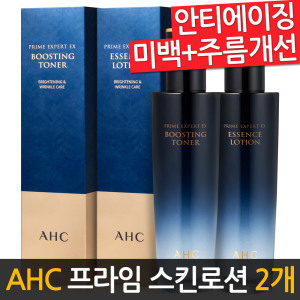 안티에이징
미백+주름개선
PRIME EXPERT EX
BOOSTING
TONER
BRIGHTENING &
WRINKLE CARE
AHC
PRIME EXPERT EX
ESSENCE
LOTION
BRIGHTENING &
WRINKLE CARE
AHC
PRIME EXPERT EX
BOOSTING
TONER
AHC
PRIME EXPERT EX
ESSENCE
LOTION
AHC
AHC 프라임 스킨로션 2개